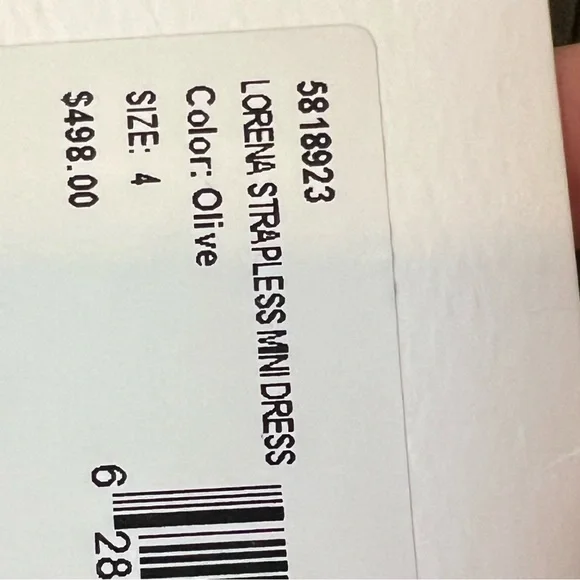 5818923
LORENA STRAPLESS MINI DRESS
Color: Olive
SIZE: 4
$498.00
6 28